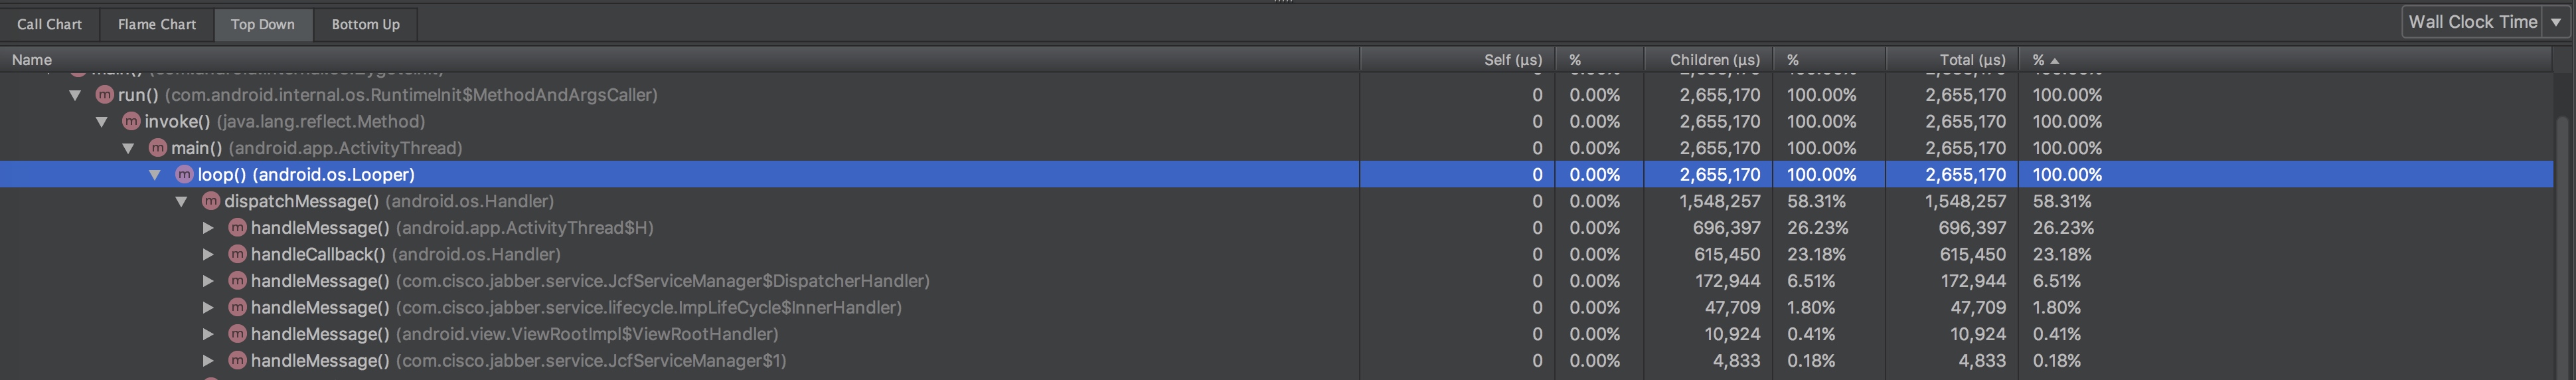 Call Chart Flame Chart Top Down Bottom Up Wall Clock Time
Name Self (μs) % Children (μs) % Total (μs) %
run() (com.android.internal.os.RuntimeInit$MethodAndArgsCaller) 0 0.00% 2,655,170 100.00% 2,655,170 100.00%
m invoke() (java.lang.reflect.Method) 0 0.00% 2,655,170 100.00% 2,655,170 100.00%
m main() (android.app.ActivityThread) 0 0.00% 2,655,170 100.00% 2,655,170 100.00%
m loop() (android.os.Looper) 0 0.00% 2,655,170 100.00% 2,655,170 100.00%
m dispatchMessage() (android.os.Handler) 0 0.00% 1,548,257 58.31% 1,548,257 58.31%
m handleMessage() (android.app.ActivityThread$H) 0 0.00% 696,397 26.23% 696,397 26.23%
m handleCallback() (android.os.Handler) 0 0.00% 615,450 23.18% 615,450 23.18%
m handleMessage() (com.cisco.jabber.service.JcfServiceManager$DispatcherHandler) 0 0.00% 172,944 6.51% 172,944 6.51%
m handleMessage() (com.cisco.jabber.service.lifecycle.ImpLifeCycle$InnerHandler) 0 0.00% 47,709 1.80% 47,709 1.80%
m handleMessage() (android.view.ViewRootImpl$ViewRootHandler) 0 0.00% 10,924 0.41% 10,924 0.41%
m handleMessage() (com.cisco.jabber.service.JcfServiceManager$1) 0 0.00% 4,833 0.18% 4,833 0.18%